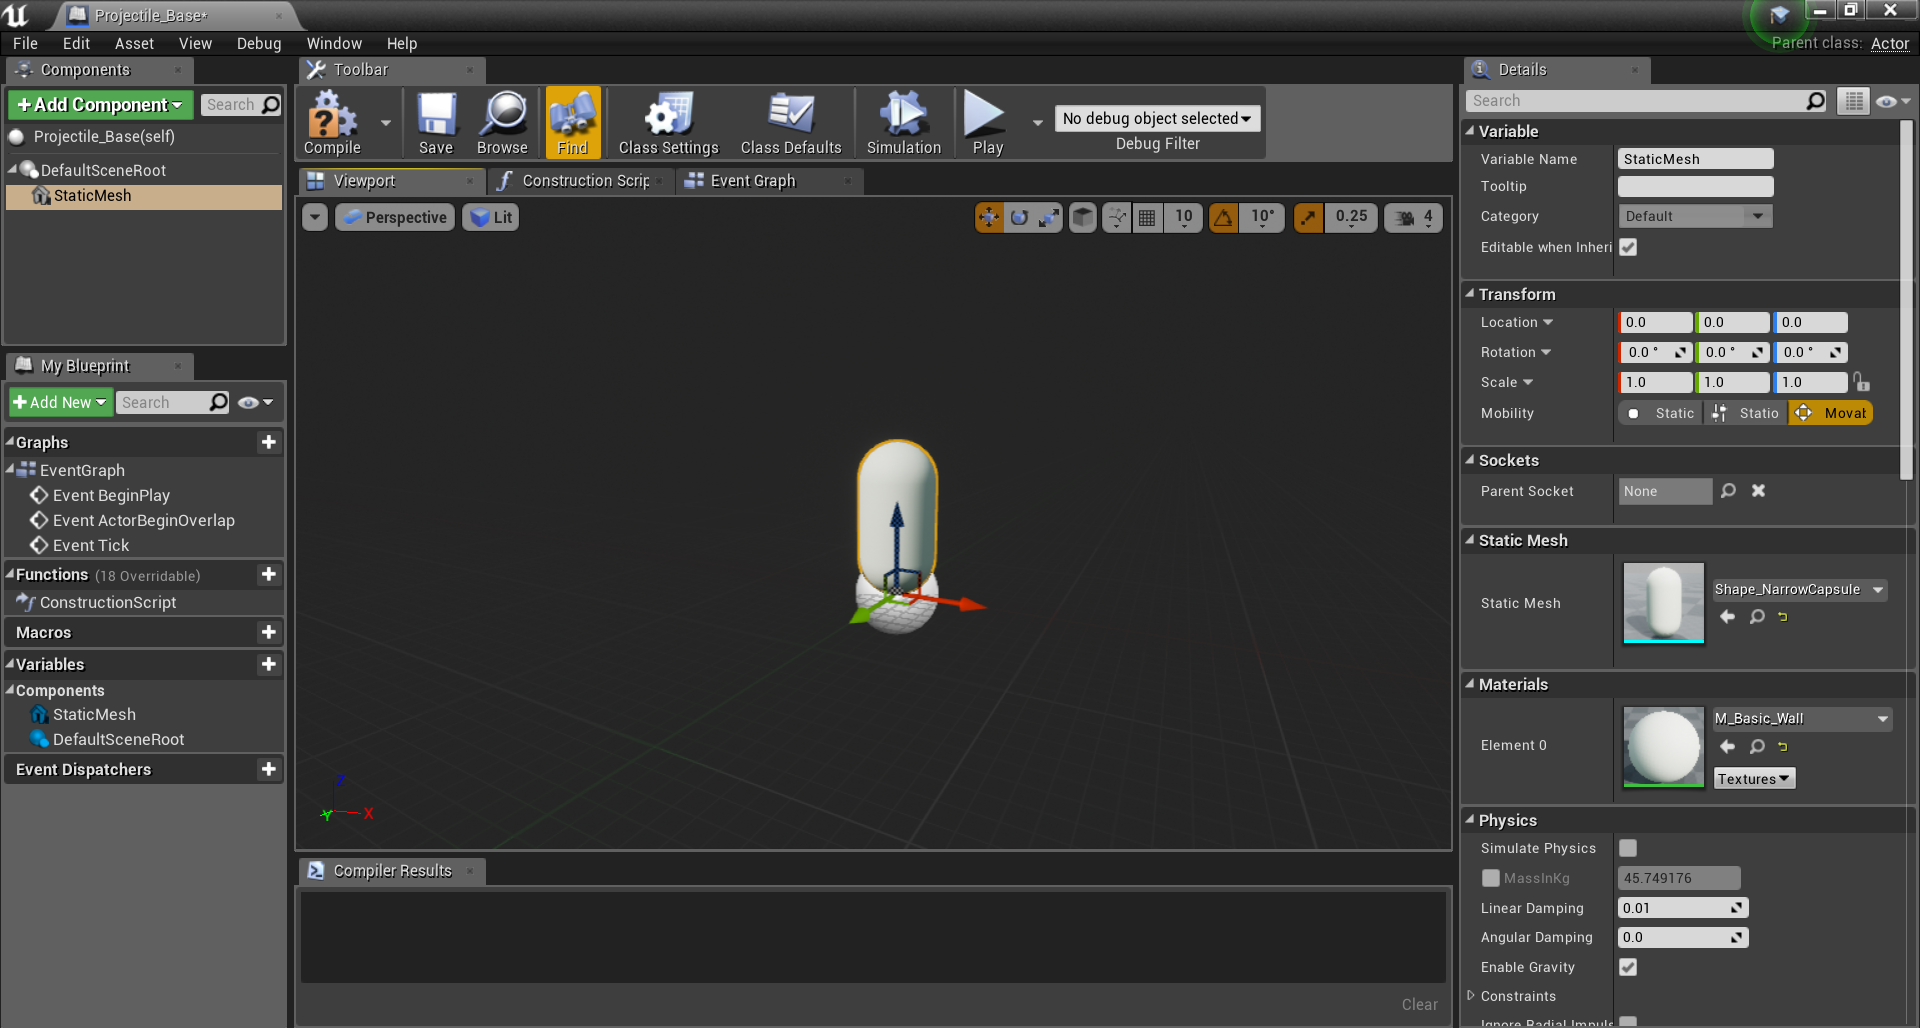 Projectile_Base*
File Edit Asset View Debug Window Help
Parent class: Actor
Components
Add Component
Search
Projectile_Base(self)
DefaultSceneRoot
StaticMesh
My Blueprint
Add New
Search
Graphs
EventGraph
Event BeginPlay
Event ActorBeginOverlap
Event Tick
Functions (18 Overridable)
ConstructionScript
Macros
Variables
Components
StaticMesh
DefaultSceneRoot
Event Dispatchers
Toolbar
Compile
Save
Browse
Find
Class Settings
Class Defaults
Simulation
Play
No debug object selected
Debug Filter
Viewport
Construction Scrip
Event Graph
Perspective
Lit
10
10°
0.25
4
Z
Y
X
Compiler Results
Clear
Details
Search
Variable
Variable Name StaticMesh
Tooltip
Category Default
Editable when Inheri
Transform
Location 0.0 0.0 0.0
Rotation 0.0 ° 0.0 ° 0.0 °
Scale 1.0 1.0 1.0
Mobility Static Statio Movab
Sockets
Parent Socket None
Static Mesh
Static Mesh Shape_NarrowCapsule
Materials
Element 0 M_Basic_Wall
Textures
Physics
Simulate Physics
MassInKg 45.749176
Linear Damping 0.01
Angular Damping 0.0
Enable Gravity
Constraints
Ignore Radial Impuls